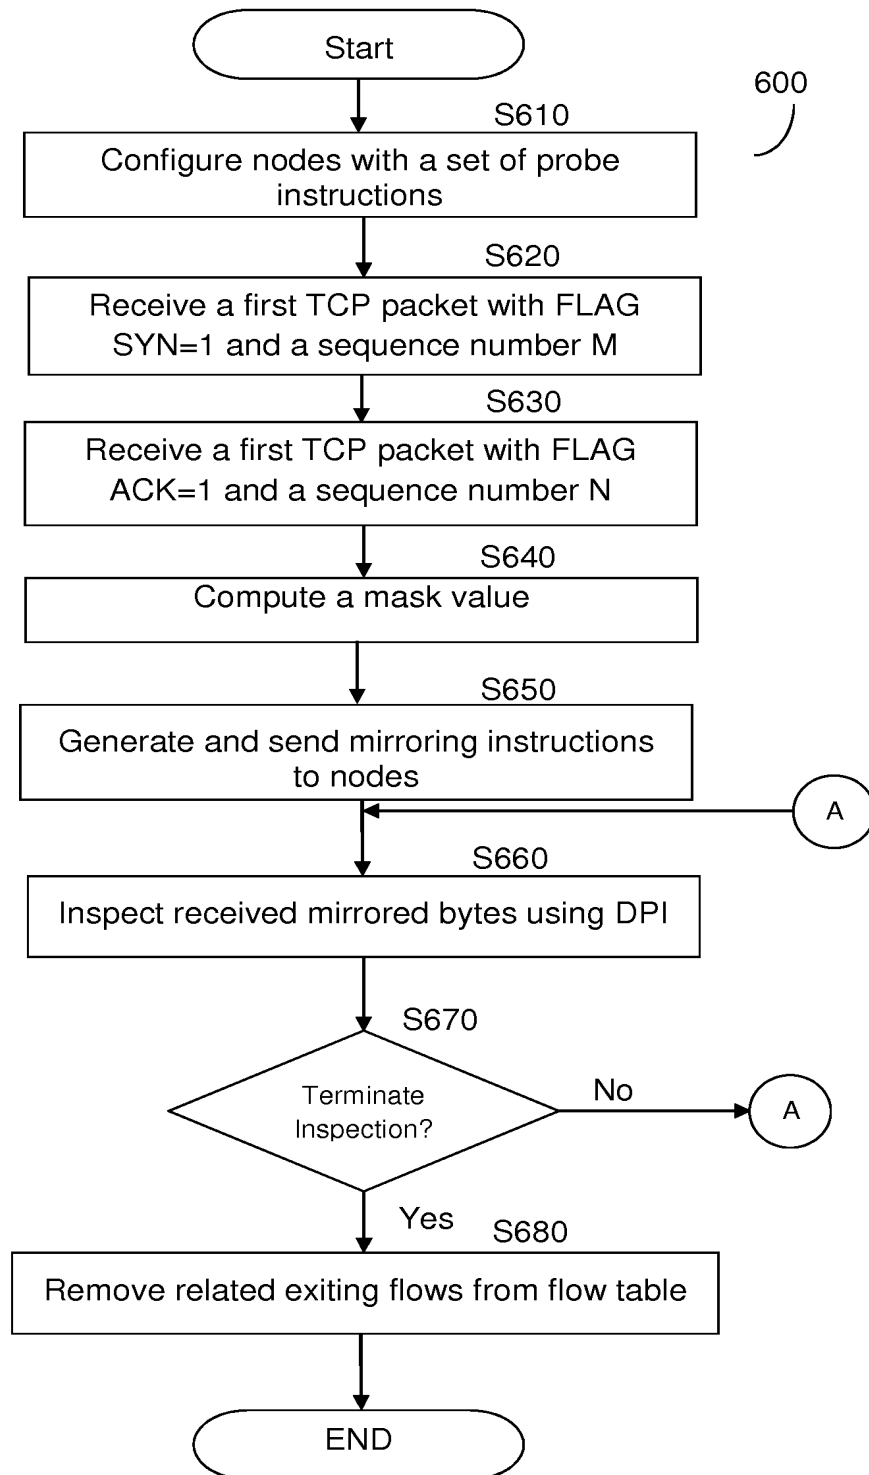 Start
600
S610
Configure nodes with a set of probe
instructions
S620
Receive a first TCP packet with FLAG
SYN=1 and a sequence number M
S630
Receive a first TCP packet with FLAG
ACK=1 and a sequence number N
S640
Compute a mask value
S650
Generate and send mirroring instructions
to nodes
A
S660
Inspect received mirrored bytes using DPI
S670
Terminate
Inspection?
No
A
Yes
S680
Remove related exiting flows from flow table
END